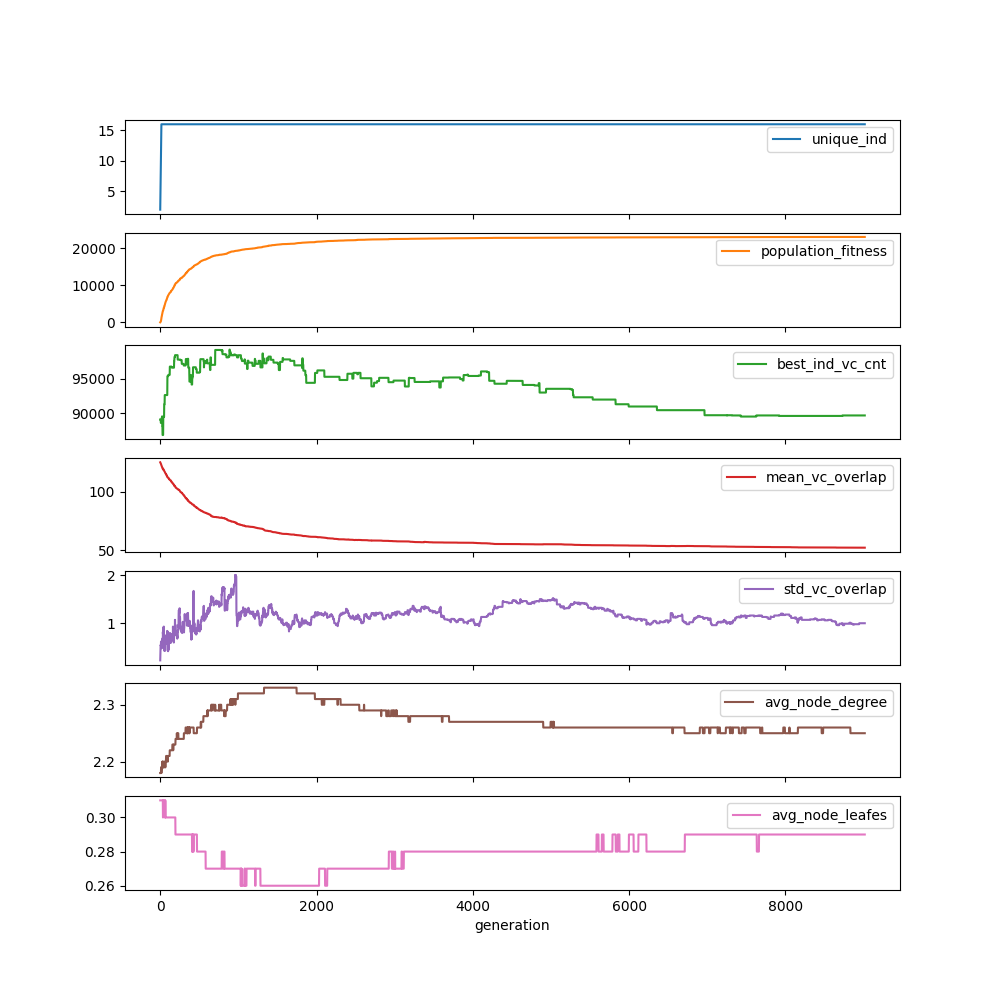 15
10
5
unique_ind
20000
10000
0
population_fitness
95000
90000
best_ind_vc_cnt
100
50
mean_vc_overlap
2
1
std_vc_overlap
2.3
2.2
avg_node_degree
0.30
0.28
0.26
avg_node_leafes
0 2000 4000 6000 8000
generation